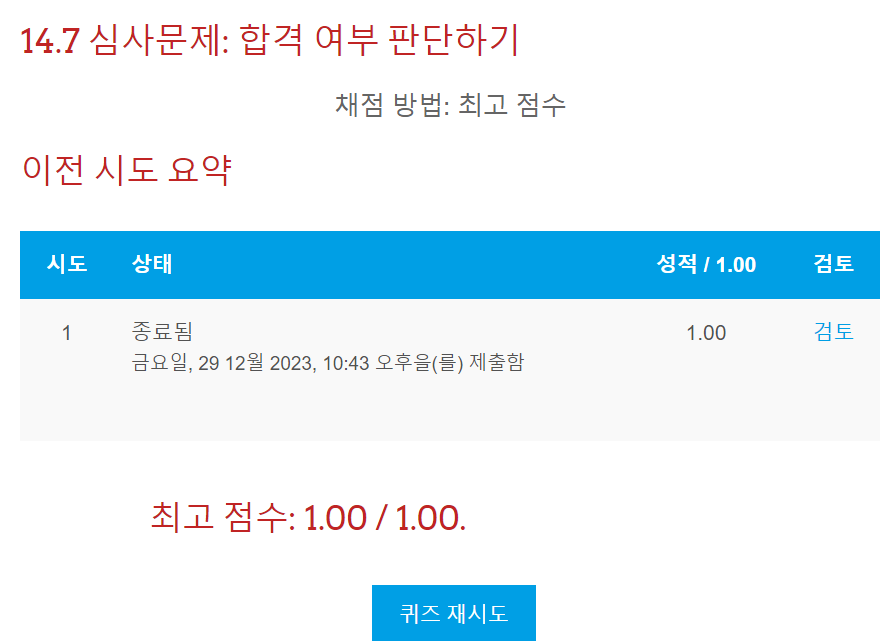 14.7 심사문제: 합격 여부 판단하기
채점 방법: 최고 점수
이전 시도 요약
시도 상태 성적 / 1.00 검토
1 종료됨 1.00 검토
금요일, 29 12월 2023, 10:43 오후을(를) 제출함
최고 점수: 1.00 / 1.00.
퀴즈 재시도